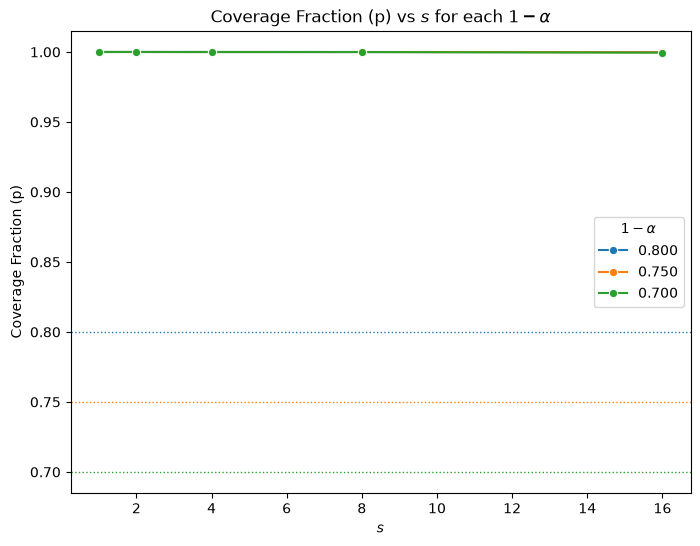 Coverage Fraction (p) vs s for each 1 − α
1.00
0.95
0.90
0.85
0.80
0.75
0.70
Coverage Fraction (p)
1 − α
0.800
0.750
0.700
2 4 6 8 10 12 14 16
s